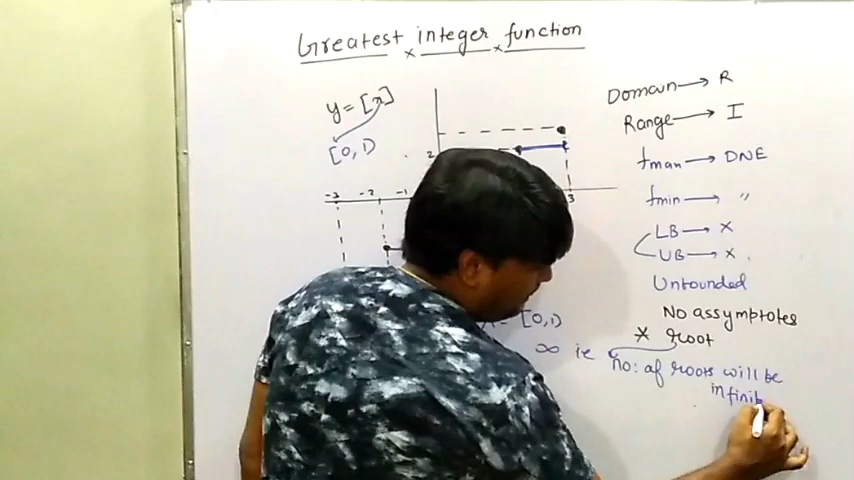 Greatest integer function
× ×
y = [x]
[0, 1)
2
-3 -2 -1 3
Domain → R
Range → I
fman → DNE
fmin → "
LB → ×
UB → ×
Unbounded
No assymptotes
* root
= [0, 1)
∞ ie no: of roots will be
infinit